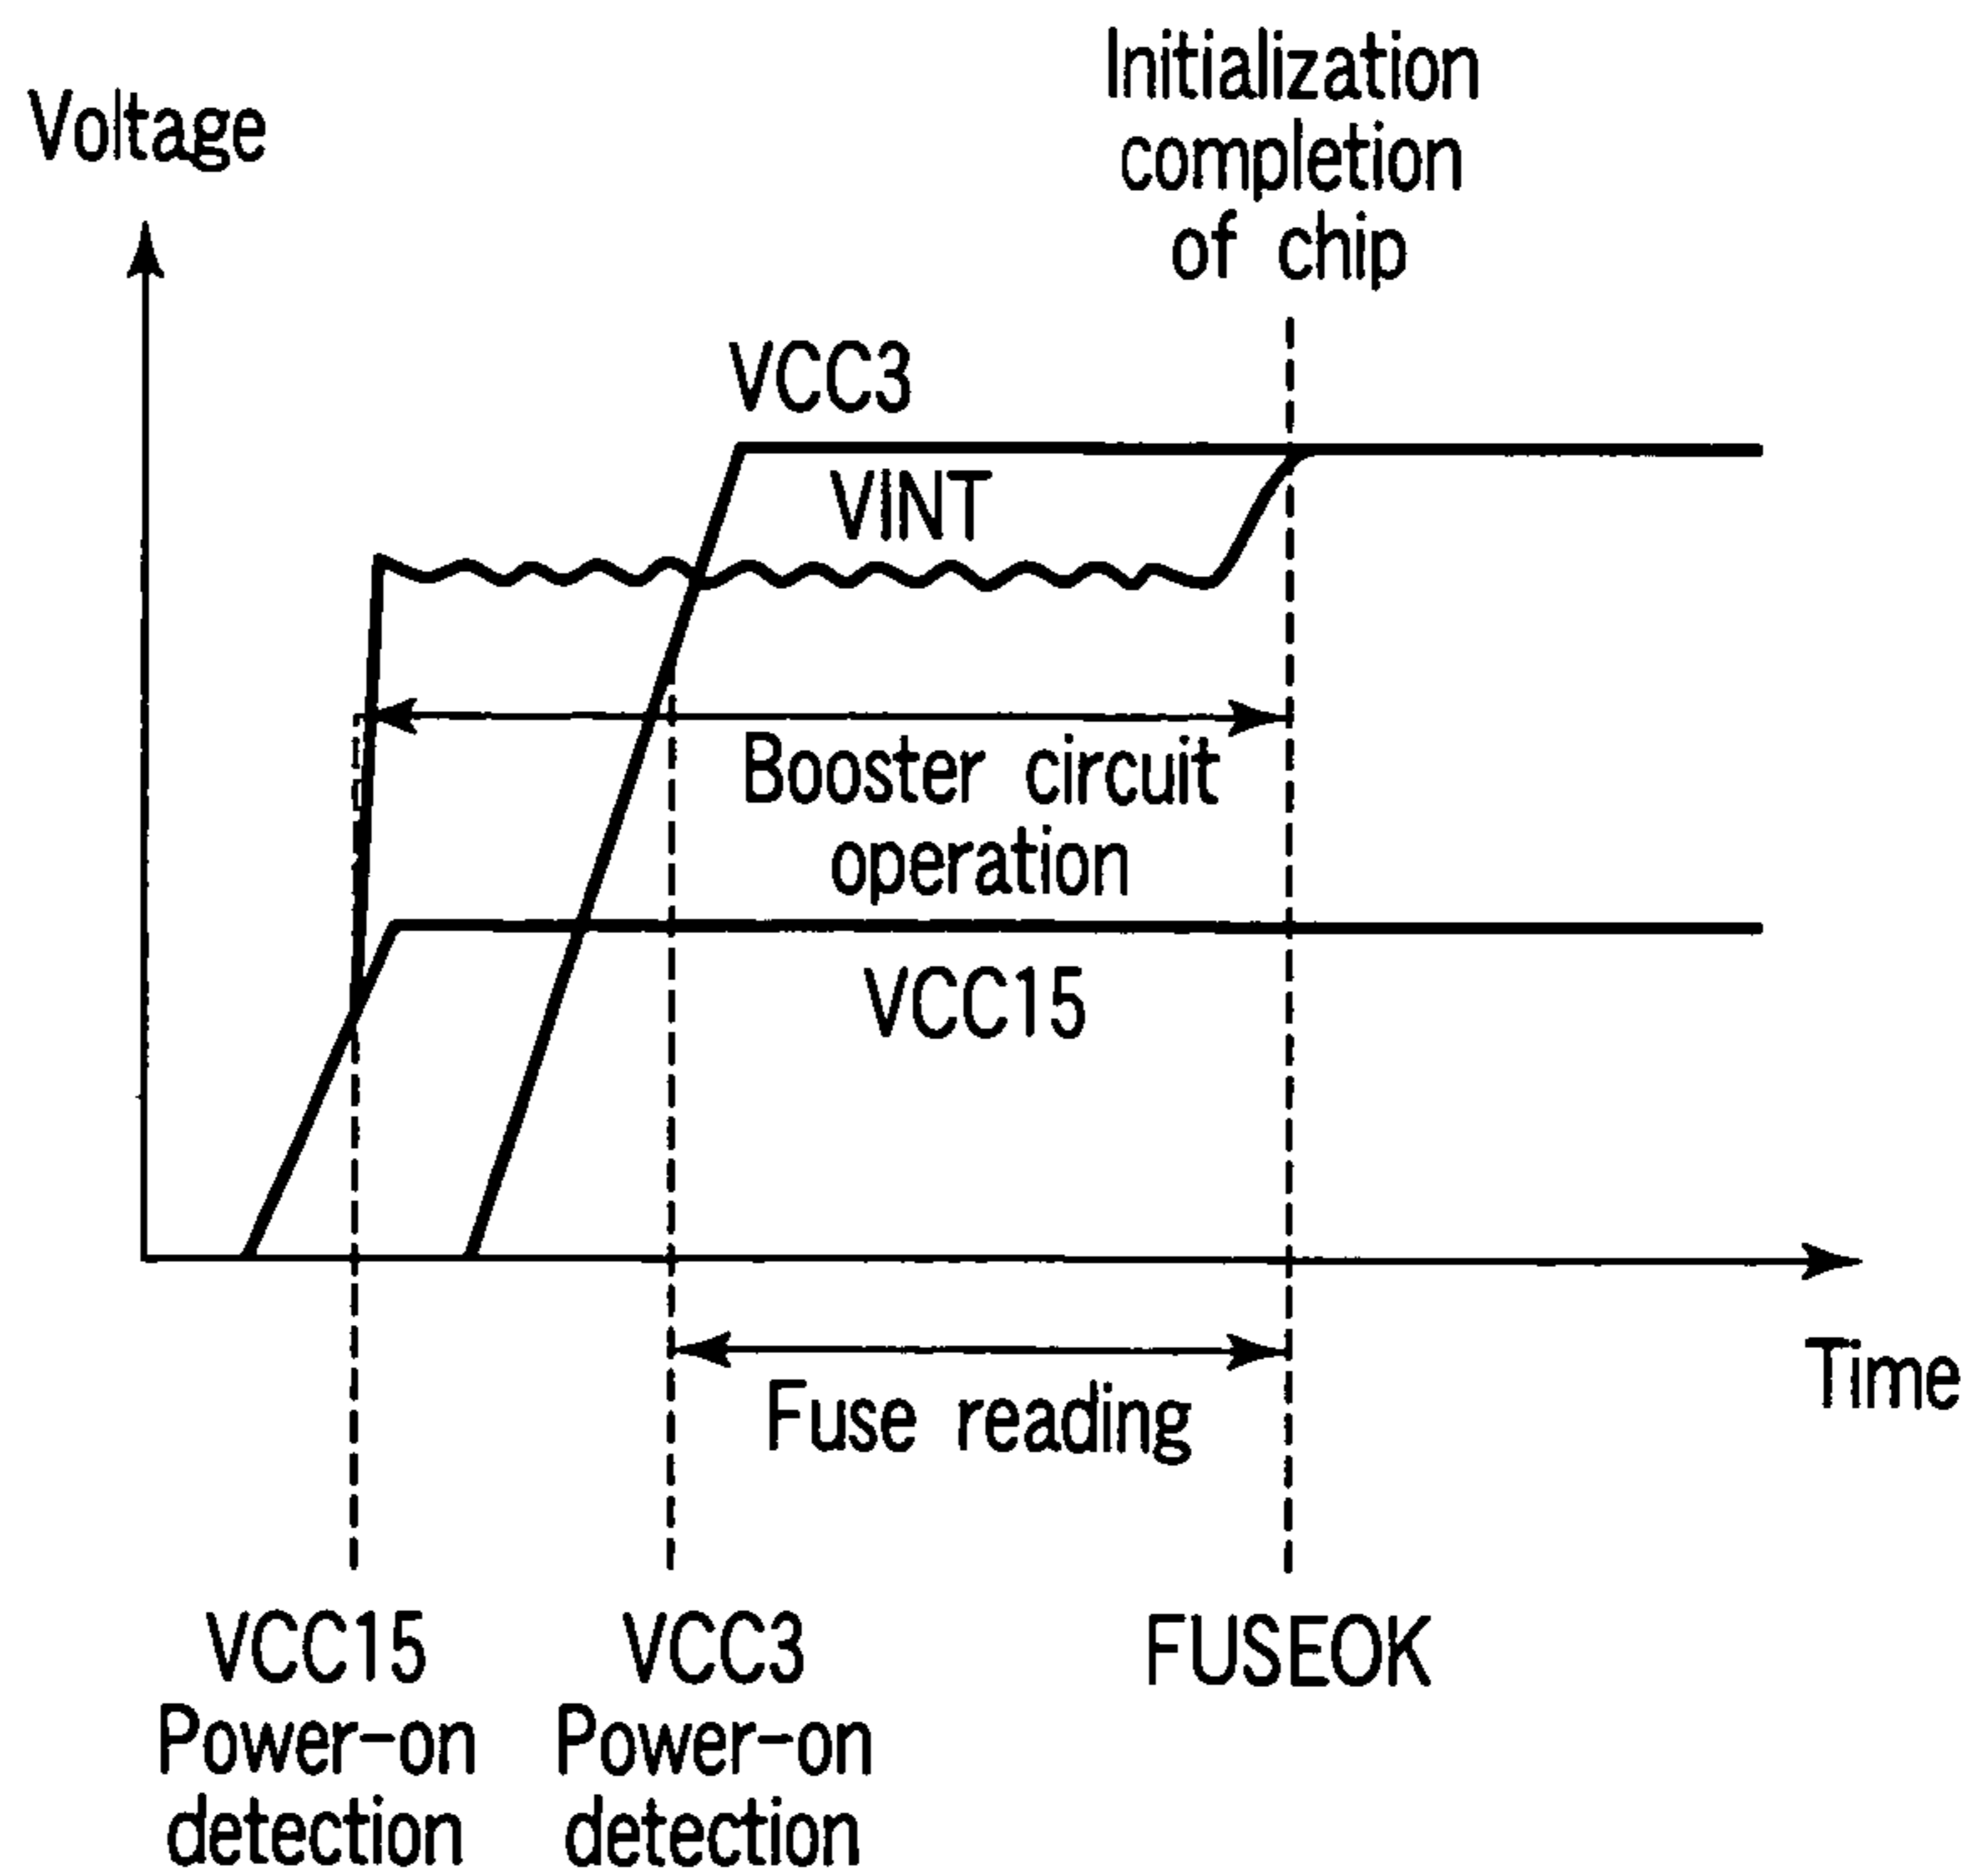 Initialization
completion
of chip
Voltage
VCC3
VINT
Booster circuit
operation
VCC15
Time
Fuse reading
VCC15
Power-on
detection
VCC3
Power-on
detection
FUSEOK